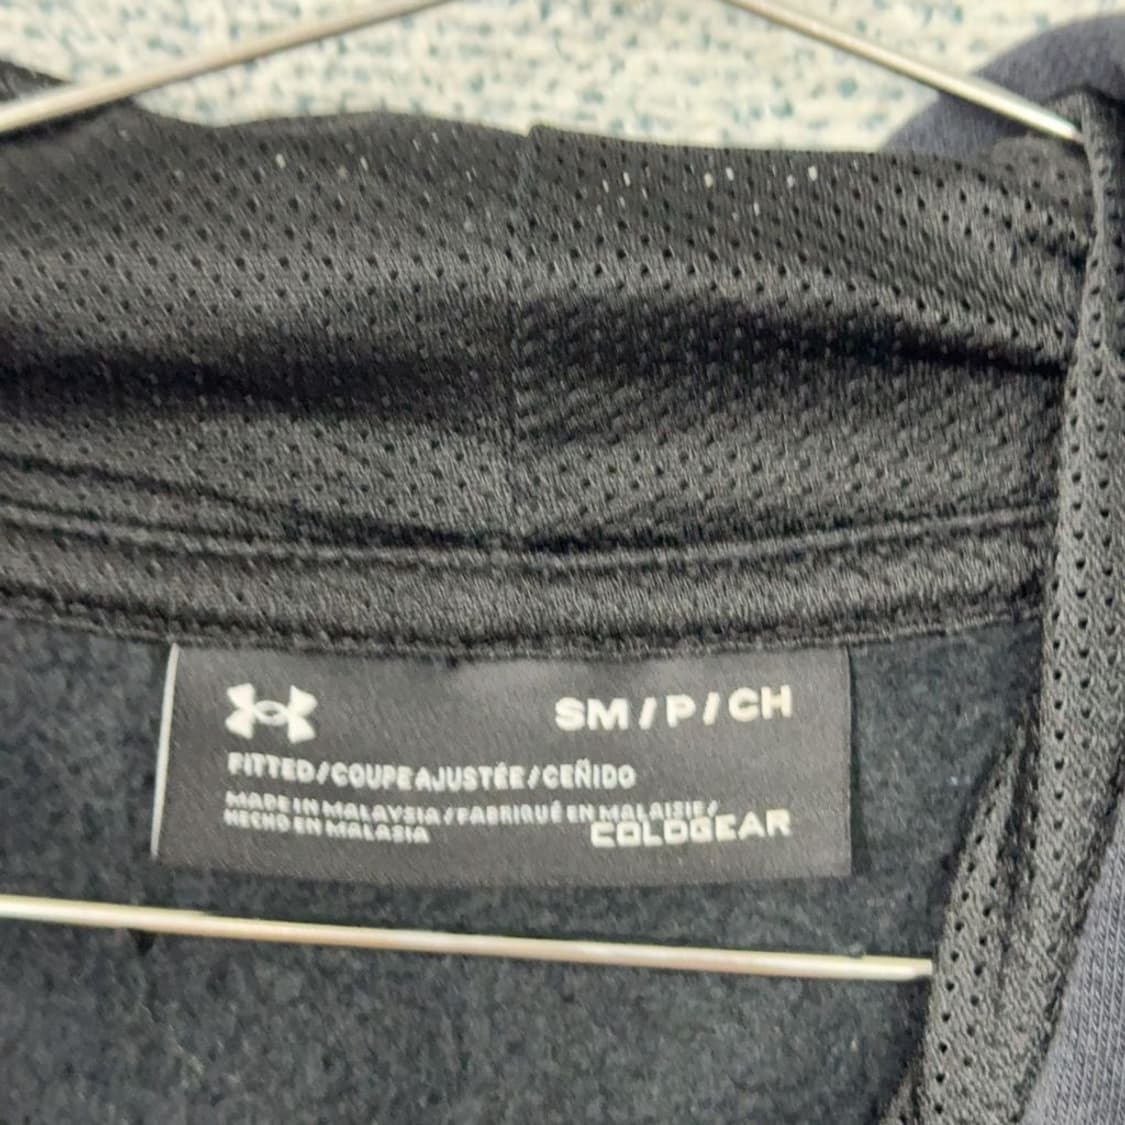 SM/P/CH
FITTED/COUPE AJUSTÉE/CEÑIDO
MADE IN MALAYSIA/FABRIQUÉ EN MALAISIE/
HECHO EN MALASIA
COLDGEAR